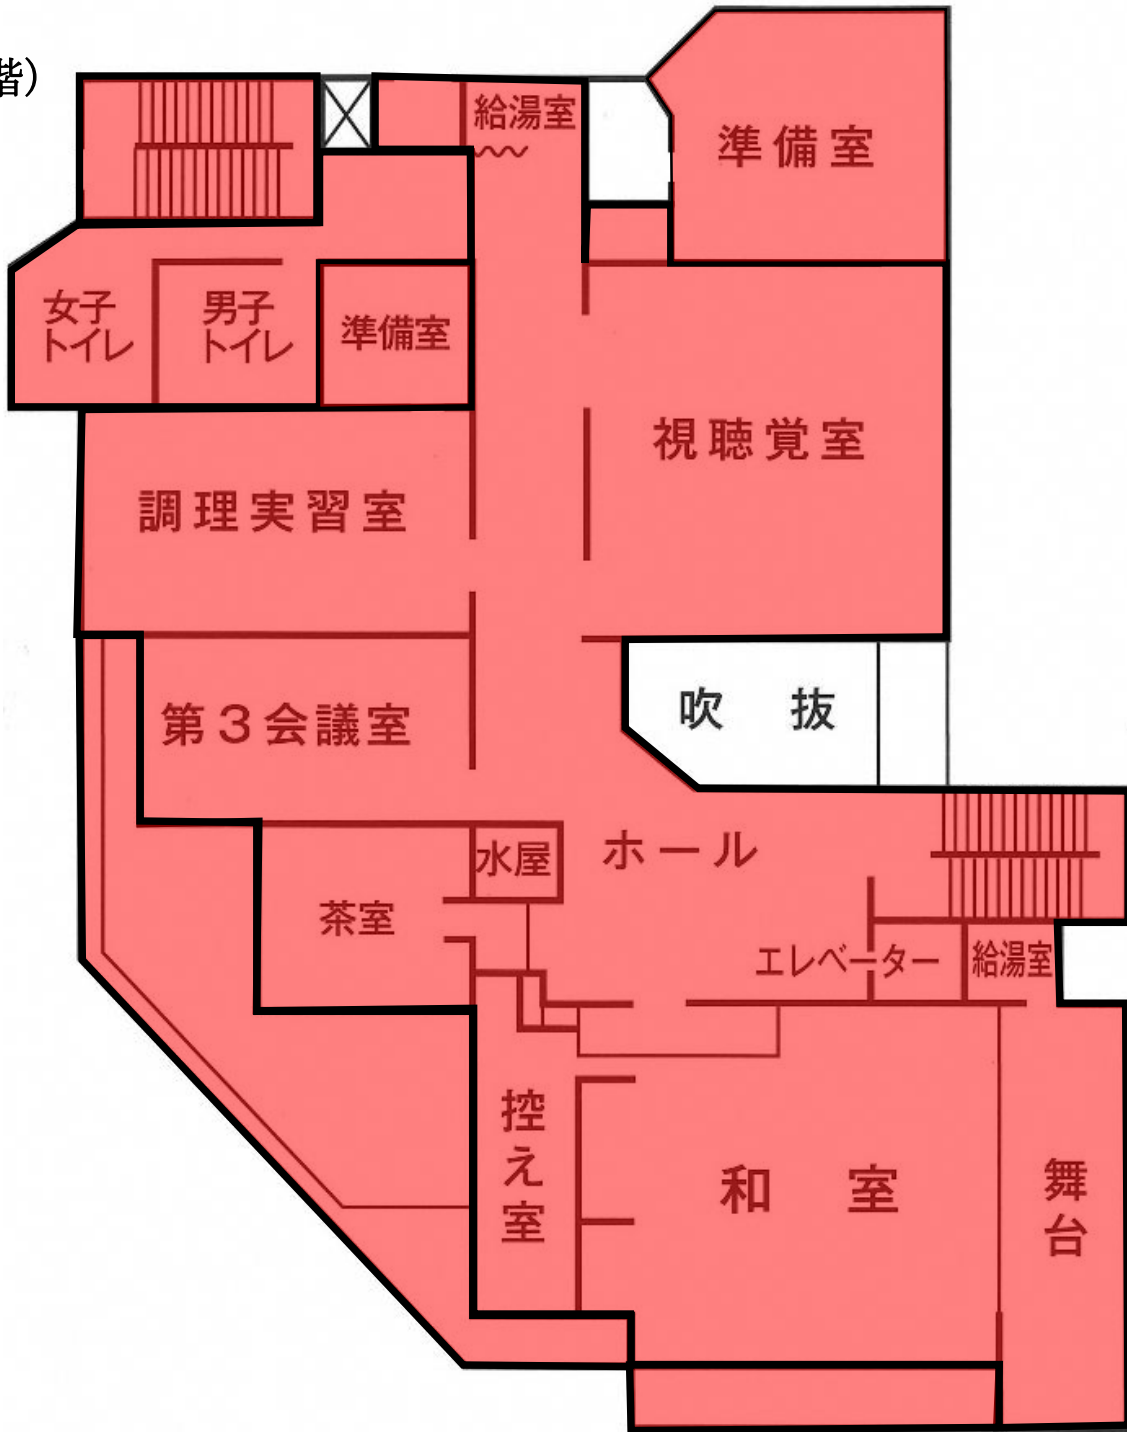 階）
給湯室
準備室
女子
トイレ
男子
トイレ
準備室
視聴覚室
調理実習室
第３会議室
吹 抜
ホール
水屋
茶室
エレベーター
給湯室
控え室
和 室
舞台